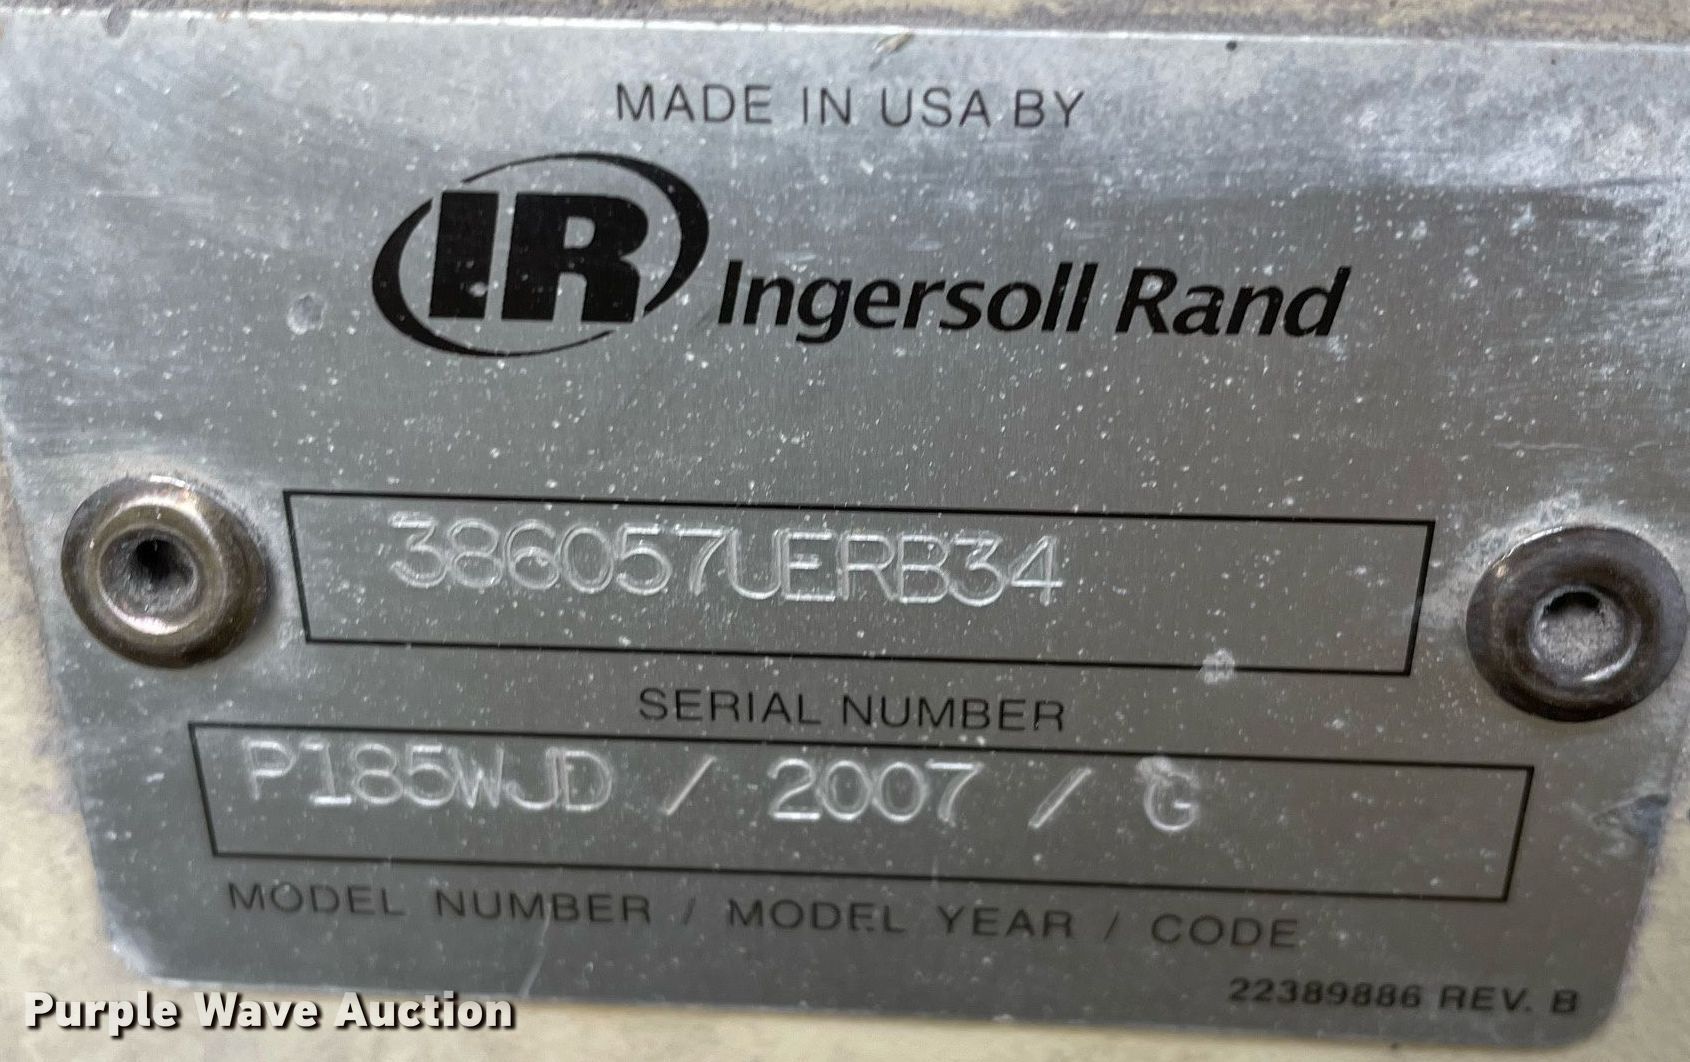 MADE IN USA BY
IR Ingersoll Rand
386057UERB34
SERIAL NUMBER
P185WJD / 2007 / G
MODEL NUMBER / MODEL YEAR / CODE
22389886 REV. B
Purple Wave Auction